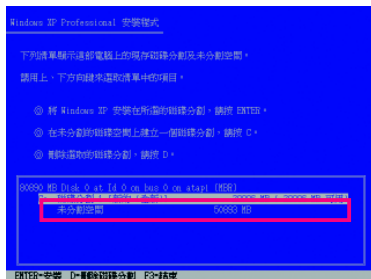 Windows XP Professional 安裝程式
下列清單顯示這部電腦上的現存磁碟分割及未分割空間。
請用上、下方向鍵來選取清單中的項目。
◎ 將 Windows XP 安裝在所選的磁碟分割，請按 ENTER。
◎ 在未分割的磁碟空間上建立一個磁碟分割，請按 C。
◎ 刪除選取的磁碟分割，請按 D。
80890 MB Disk 0 at Id 0 on bus 0 on atapi (MBR)
未分割空間 50893 MB
ENTER=安裝 D=刪除磁碟分割 F3=結束